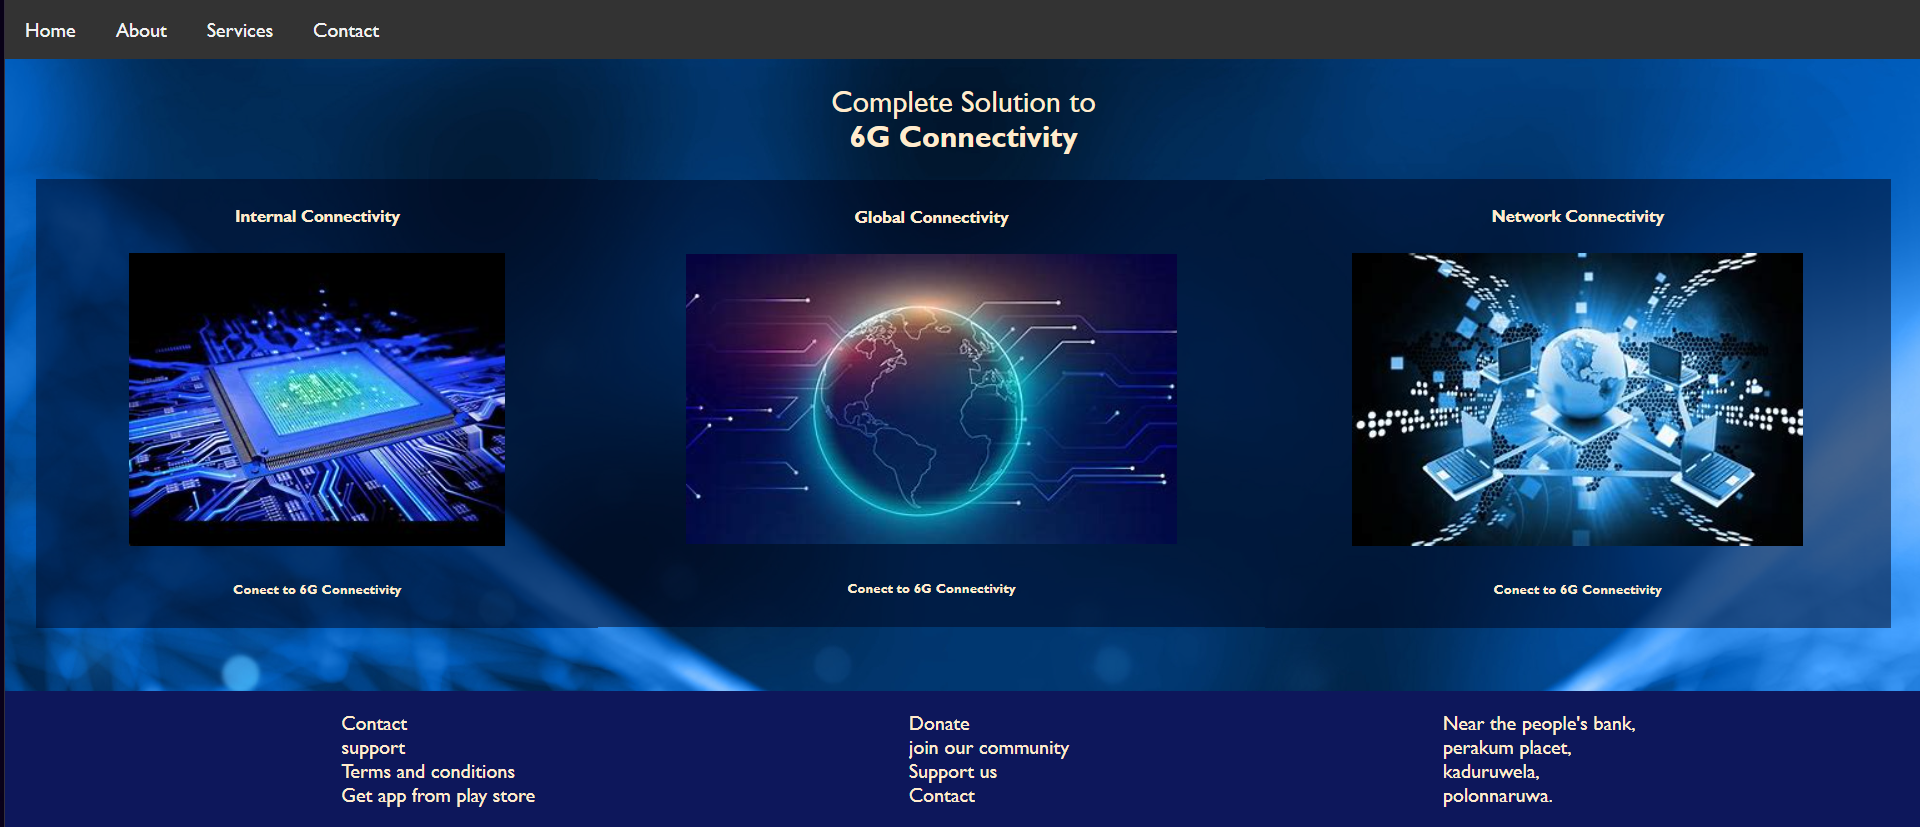 Home About Services Contact
Complete Solution to
6G Connectivity
Internal Connectivity
Conect to 6G Connectivity
Global Connectivity
Conect to 6G Connectivity
Network Connectivity
Conect to 6G Connectivity
Contact
support
Terms and conditions
Get app from play store
Donate
join our community
Support us
Contact
Near the people's bank,
perakum placet,
kaduruwela,
polonnaruwa.